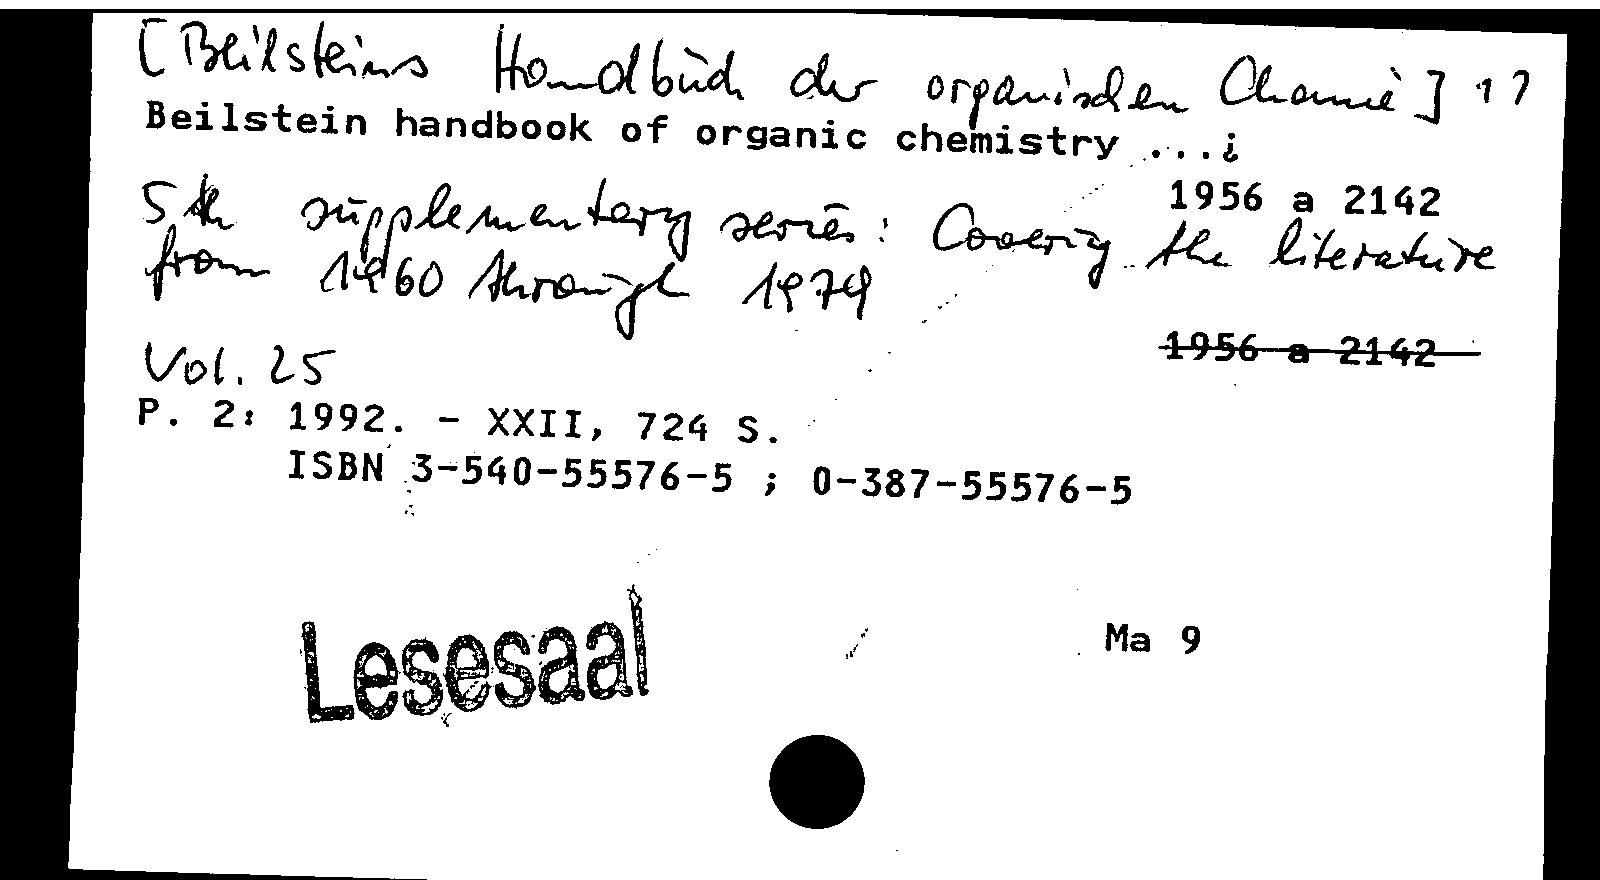 [Beilsteins Handbuch der organischen Chemie] 17
Beilstein handbook of organic chemistry ...¿
1956 a 2142
5th supplementary series: Covering the literature
from 1960 through 1979
1956 a 2142
Vol. 25
P. 2: 1992. - XXII, 724 S.
ISBN 3-540-55576-5 ; 0-387-55576-5
Lesesaal
Ma 9